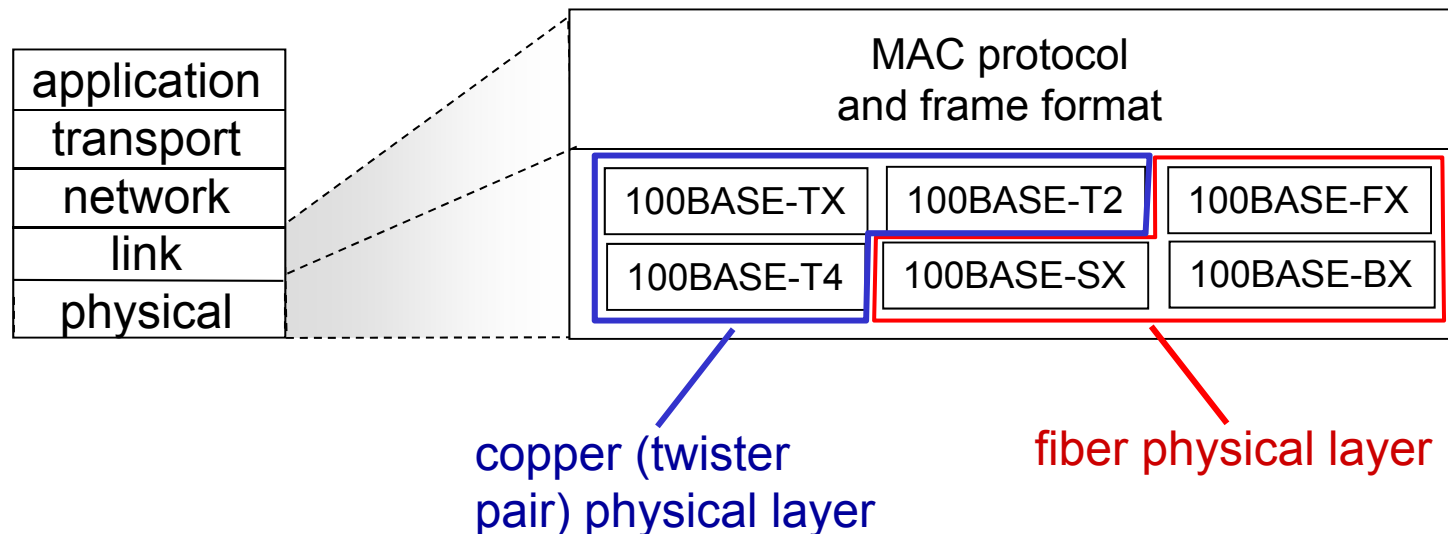 application
transport
network
link
physical
MAC protocol
and frame format
100BASE-TX
100BASE-T2
100BASE-FX
100BASE-T4
100BASE-SX
100BASE-BX
copper (twister
pair) physical layer
fiber physical layer